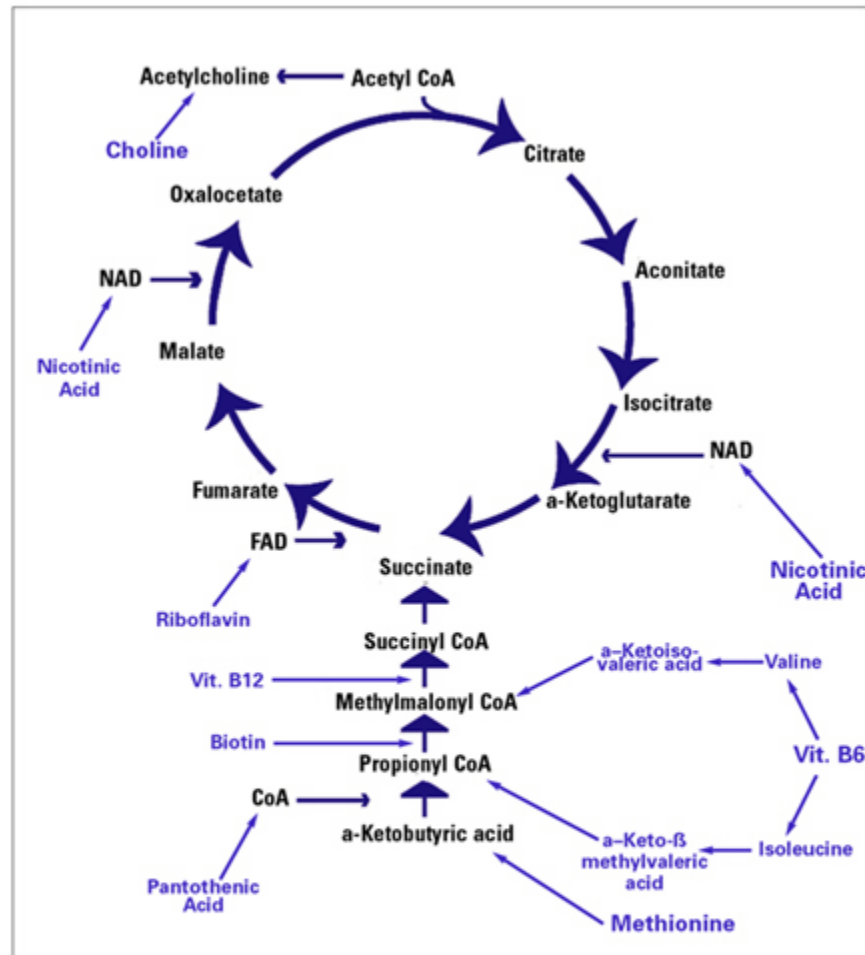 Acetylcholine
Acetyl CoA
Choline
Citrate
Oxalocetate
Aconitate
NAD
Malate
Nicotinic
Acid
Isocitrate
NAD
Fumarate
a-Ketoglutarate
FAD
Succinate
Nicotinic
Acid
Riboflavin
Succinyl CoA
a–Ketoiso-
valeric acid
Valine
Vit. B12
Methylmalonyl CoA
Biotin
Vit. B6
Propionyl CoA
CoA
a-Ketobutyric acid
a–Keto-ß
methylvaleric
acid
Isoleucine
Pantothenic
Acid
Methionine